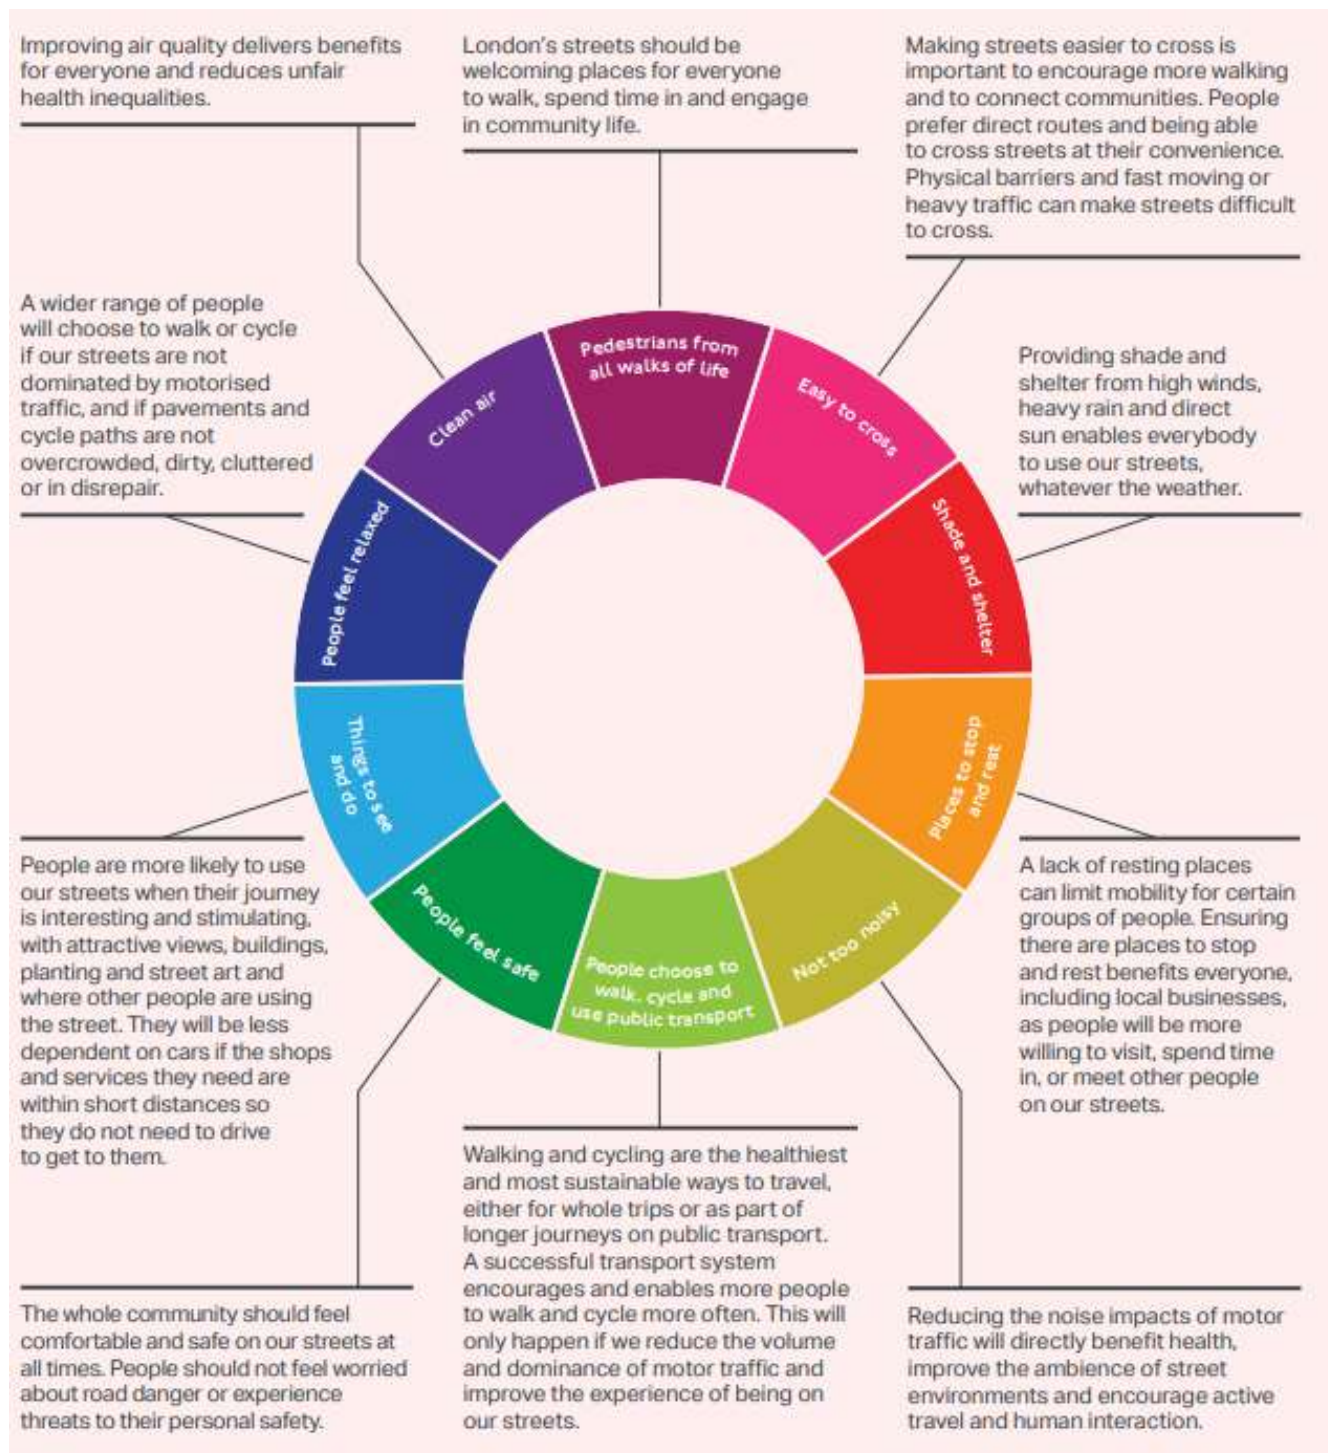 Improving air quality delivers benefits
for everyone and reduces unfair
health inequalities.
London's streets should be
welcoming places for everyone
to walk, spend time in and engage
in community life.
Making streets easier to cross is
important to encourage more walking
and to connect communities. People
prefer direct routes and being able
to cross streets at their convenience.
Physical barriers and fast moving or
heavy traffic can make streets difficult
to cross.
A wider range of people
will choose to walk or cycle
if our streets are not
dominated by motorised
traffic, and if pavements and
cycle paths are not
overcrowded, dirty, cluttered
or in disrepair.
Providing shade and
shelter from high winds,
heavy rain and direct
sun enables everybody
to use our streets,
whatever the weather.
Pedestrians from
all walks of life
Easy to cross
Shade and shelter
Places to stop
and rest
Not too noisy
People choose to
walk, cycle and
use public transport
People feel safe
Things to see
and do
People feel relaxed
Clean air
People are more likely to use
our streets when their journey
is interesting and stimulating,
with attractive views, buildings,
planting and street art and
where other people are using
the street. They will be less
dependent on cars if the shops
and services they need are
within short distances so
they do not need to drive
to get to them.
A lack of resting places
can limit mobility for certain
groups of people. Ensuring
there are places to stop
and rest benefits everyone,
including local businesses,
as people will be more
willing to visit, spend time
in, or meet other people
on our streets.
The whole community should feel
comfortable and safe on our streets at
all times. People should not feel worried
about road danger or experience
threats to their personal safety.
Walking and cycling are the healthiest
and most sustainable ways to travel,
either for whole trips or as part of
longer journeys on public transport.
A successful transport system
encourages and enables more people
to walk and cycle more often. This will
only happen if we reduce the volume
and dominance of motor traffic and
improve the experience of being on
our streets.
Reducing the noise impacts of motor
traffic will directly benefit health,
improve the ambience of street
environments and encourage active
travel and human interaction.